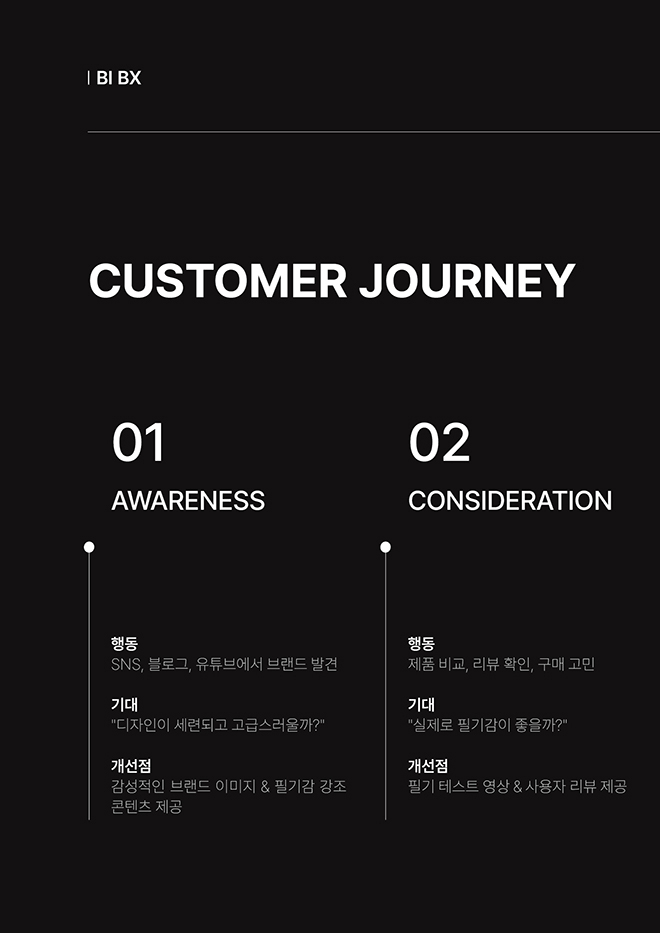 | BI BX
CUSTOMER JOURNEY
01
AWARENESS
행동
SNS, 블로그, 유튜브에서 브랜드 발견
기대
"디자인이 세련되고 고급스러울까?"
개선점
감성적인 브랜드 이미지 & 필기감 강조
콘텐츠 제공
02
CONSIDERATION
행동
제품 비교, 리뷰 확인, 구매 고민
기대
"실제로 필기감이 좋을까?"
개선점
필기 테스트 영상 & 사용자 리뷰 제공